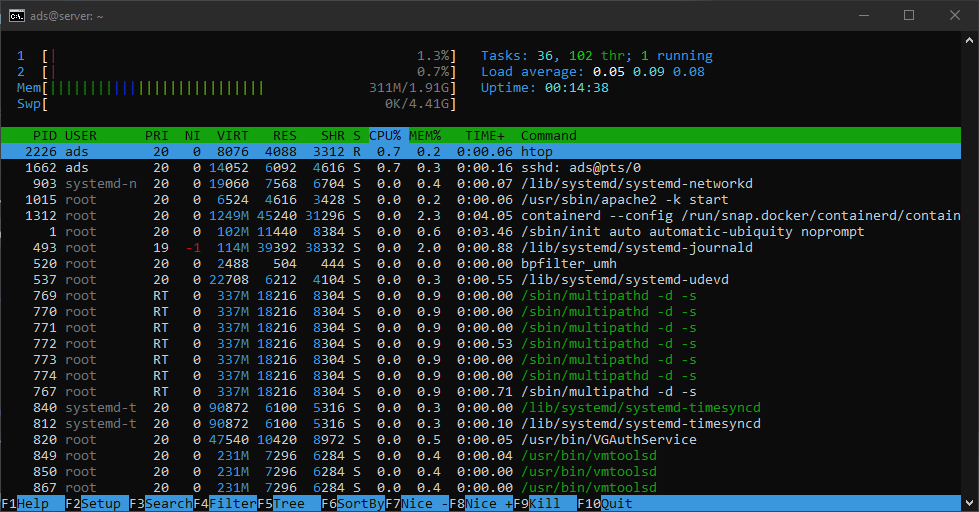 ads@server: ~
1 [| 1.3%] Tasks: 36, 102 thr; 1 running
2 [| 0.7%] Load average: 0.05 0.09 0.08
Mem[||||||||||||||||||||||||||| 311M/1.91G] Uptime: 00:14:38
Swp[ 0K/4.41G]
PID USER PRI NI VIRT RES SHR S CPU% MEM% TIME+ Command
2226 ads 20 0 8076 4088 3312 R 0.7 0.2 0:00.06 htop
1662 ads 20 0 14052 6092 4616 S 0.7 0.3 0:00.16 sshd: ads@pts/0
903 systemd-n 20 0 19060 7568 6704 S 0.0 0.4 0:00.07 /lib/systemd/systemd-networkd
1015 root 20 0 6524 4616 3428 S 0.0 0.2 0:00.06 /usr/sbin/apache2 -k start
1312 root 20 0 1249M 45240 31296 S 0.0 2.3 0:04.05 containerd --config /run/snap.docker/containerd/contain
1 root 20 0 102M 11440 8384 S 0.0 0.6 0:03.46 /sbin/init auto automatic-ubiquity noprompt
493 root 19 -1 114M 39392 38332 S 0.0 2.0 0:00.88 /lib/systemd/systemd-journald
520 root 20 0 2488 504 444 S 0.0 0.0 0:00.00 bpfilter_umh
537 root 20 0 22708 6212 4104 S 0.0 0.3 0:00.55 /lib/systemd/systemd-udevd
769 root RT 0 337M 18216 8304 S 0.0 0.9 0:00.00 /sbin/multipathd -d -s
770 root RT 0 337M 18216 8304 S 0.0 0.9 0:00.00 /sbin/multipathd -d -s
771 root RT 0 337M 18216 8304 S 0.0 0.9 0:00.00 /sbin/multipathd -d -s
772 root RT 0 337M 18216 8304 S 0.0 0.9 0:00.53 /sbin/multipathd -d -s
773 root RT 0 337M 18216 8304 S 0.0 0.9 0:00.00 /sbin/multipathd -d -s
774 root RT 0 337M 18216 8304 S 0.0 0.9 0:00.00 /sbin/multipathd -d -s
767 root RT 0 337M 18216 8304 S 0.0 0.9 0:00.71 /sbin/multipathd -d -s
840 systemd-t 20 0 90872 6100 5316 S 0.0 0.3 0:00.00 /lib/systemd/systemd-timesyncd
812 systemd-t 20 0 90872 6100 5316 S 0.0 0.3 0:00.10 /lib/systemd/systemd-timesyncd
820 root 20 0 47540 10420 8972 S 0.0 0.5 0:00.05 /usr/bin/VGAuthService
849 root 20 0 231M 7296 6284 S 0.0 0.4 0:00.04 /usr/bin/vmtoolsd
850 root 20 0 231M 7296 6284 S 0.0 0.4 0:00.00 /usr/bin/vmtoolsd
867 root 20 0 231M 7296 6284 S 0.0 0.4 0:00.00 /usr/bin/vmtoolsd
F1Help F2Setup F3SearchF4FilterF5Tree F6SortByF7Nice -F8Nice +F9Kill F10Quit